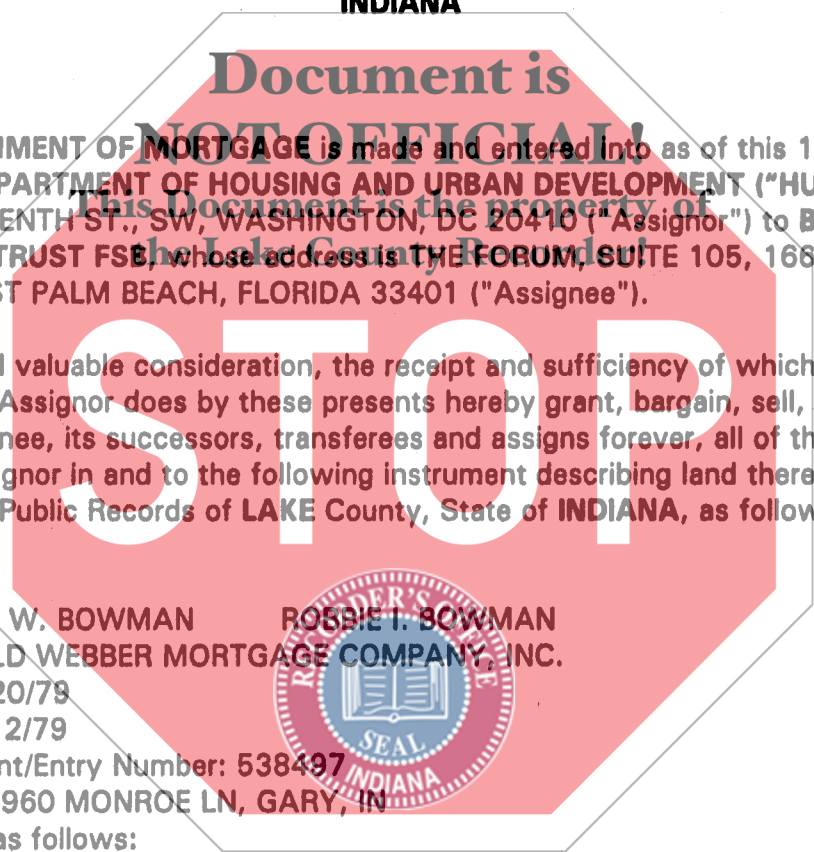 INDIANA
Document is
NOT OFFICIAL!
This Document is the property of
the Lake County Recorder!
STOP
NMENT OF MORTGAGE is made and entered into as of this 1
PARTMENT OF HOUSING AND URBAN DEVELOPMENT ("HU
ENTH ST., SW, WASHINGTON, DC 20410 ("Assignor") to B
TRUST FSB, whose address is THE FORUM, SUITE 105, 166
ST PALM BEACH, FLORIDA 33401 ("Assignee").
l valuable consideration, the receipt and sufficiency of which
Assignor does by these presents hereby grant, bargain, sell,
nee, its successors, transferees and assigns forever, all of th
gnor in and to the following instrument describing land there
Public Records of LAKE County, State of INDIANA, as follow
W. BOWMAN ROBBIE I. BOWMAN
LD WEBBER MORTGAGE COMPANY, INC.
20/79
12/79
nt/Entry Number: 538497
960 MONROE LN, GARY, IN
as follows:
RECORDER'S OFFICE
SEAL
INDIANA